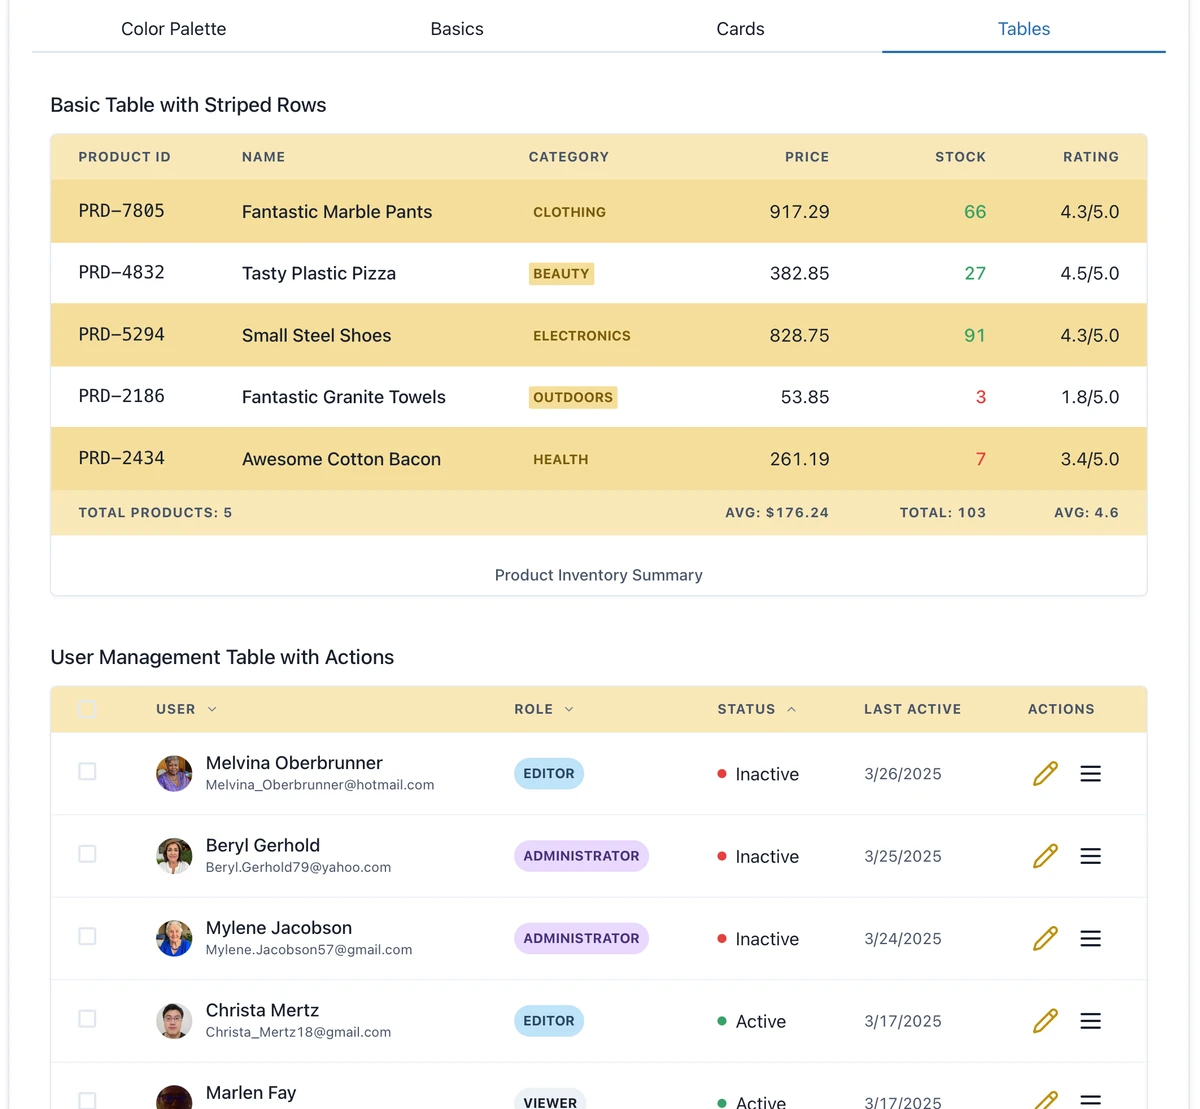 Color Palette Basics Cards Tables
Basic Table with Striped Rows
PRODUCT ID NAME CATEGORY PRICE STOCK RATING
PRD-7805 Fantastic Marble Pants CLOTHING 917.29 66 4.3/5.0
PRD-4832 Tasty Plastic Pizza BEAUTY 382.85 27 4.5/5.0
PRD-5294 Small Steel Shoes ELECTRONICS 828.75 91 4.3/5.0
PRD-2186 Fantastic Granite Towels OUTDOORS 53.85 3 1.8/5.0
PRD-2434 Awesome Cotton Bacon HEALTH 261.19 7 3.4/5.0
TOTAL PRODUCTS: 5 AVG: $176.24 TOTAL: 103 AVG: 4.6
Product Inventory Summary
User Management Table with Actions
USER ROLE STATUS LAST ACTIVE ACTIONS
Melvina Oberbrunner
Melvina_Oberbrunner@hotmail.com
EDITOR Inactive 3/26/2025
Beryl Gerhold
Beryl.Gerhold79@yahoo.com
ADMINISTRATOR Inactive 3/25/2025
Mylene Jacobson
Mylene.Jacobson57@gmail.com
ADMINISTRATOR Inactive 3/24/2025
Christa Mertz
Christa_Mertz18@gmail.com
EDITOR Active 3/17/2025
Marlen Fay
VIEWER Active 3/17/2025